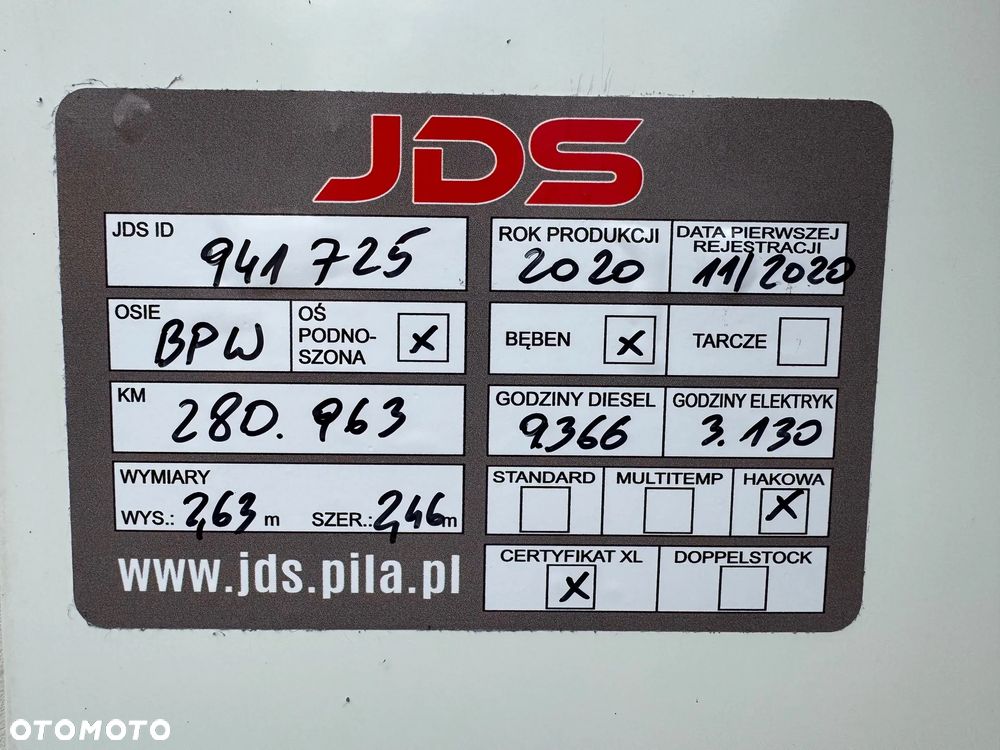 JDS
JDS ID
941725
ROK PRODUKCJI
2020
DATA PIERWSZEJ
REJESTRACJI
11/2020
OSIE
BPW
OŚ
PODNO-
SZONA
X
BĘBEN
X
TARCZE
KM
280.963
GODZINY DIESEL
9366
GODZINY ELEKTRYK
3.130
WYMIARY
WYS.: 2,63 m
SZER.: 2,46 m
STANDARD
MULTITEMP
HAKOWA
X
www.jds.pila.pl
CERTYFIKAT XL
X
DOPPELSTOCK
OTOMOTO